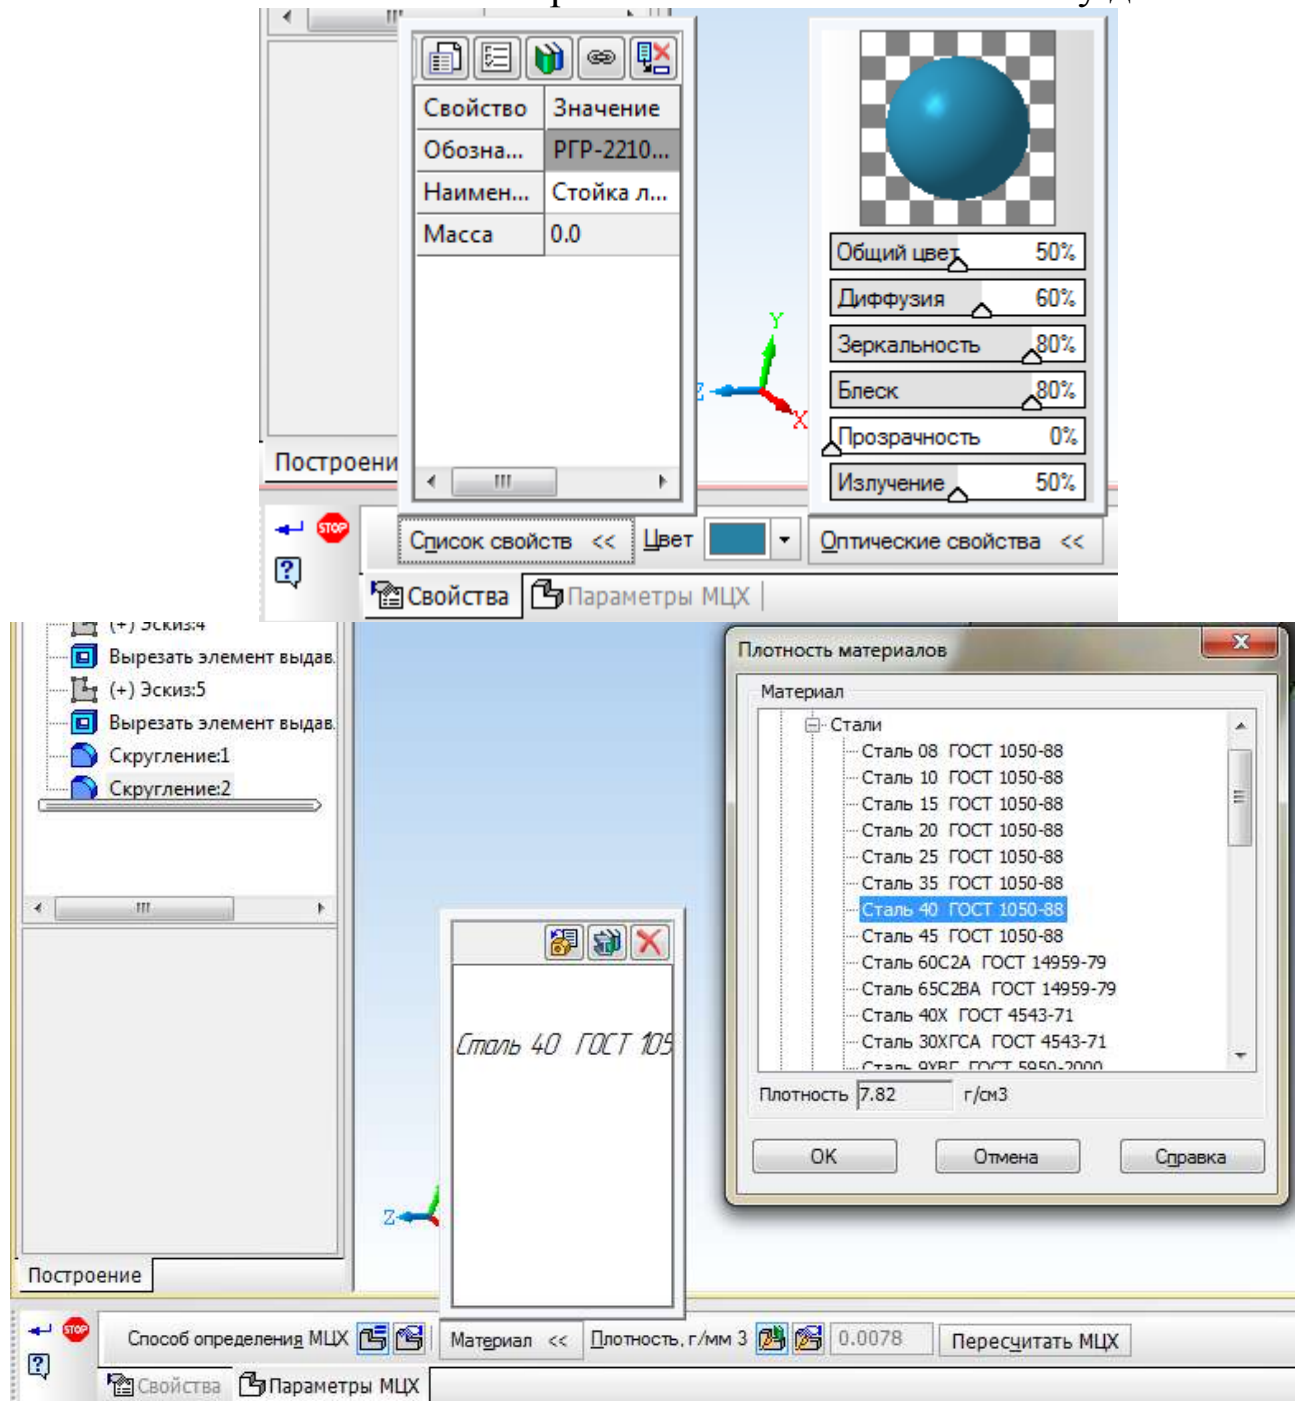 Свойство Значение
Обозна... РГР-2210...
Наимен... Стойка л...
Масса 0.0
Общий цвет 50%
Диффузия 60%
Зеркальность 80%
Блеск 80%
Прозрачность 0%
Излучение 50%
Y
Z
X
Построени
STOP
Список свойств << Цвет Оптические свойства <<
Свойства Параметры МЦХ
(+) Эскиз:4
Вырезать элемент выдав.
(+) Эскиз:5
Вырезать элемент выдав.
Скругление:1
Скругление:2
Сталь 40 ГОСТ 105
Z
Плотность материалов
Материал
Стали
Сталь 08 ГОСТ 1050-88
Сталь 10 ГОСТ 1050-88
Сталь 15 ГОСТ 1050-88
Сталь 20 ГОСТ 1050-88
Сталь 25 ГОСТ 1050-88
Сталь 35 ГОСТ 1050-88
Сталь 40 ГОСТ 1050-88
Сталь 45 ГОСТ 1050-88
Сталь 60С2А ГОСТ 14959-79
Сталь 65С2ВА ГОСТ 14959-79
Сталь 40Х ГОСТ 4543-71
Сталь 30ХГСА ГОСТ 4543-71
Сталь 9ХВГ ГОСТ 5950-2000
Плотность 7.82 г/см3
OK Отмена Справка
Построение
STOP
Способ определения МЦХ Материал << Плотность, г/мм 3 0.0078 Пересчитать МЦХ
Свойства Параметры МЦХ